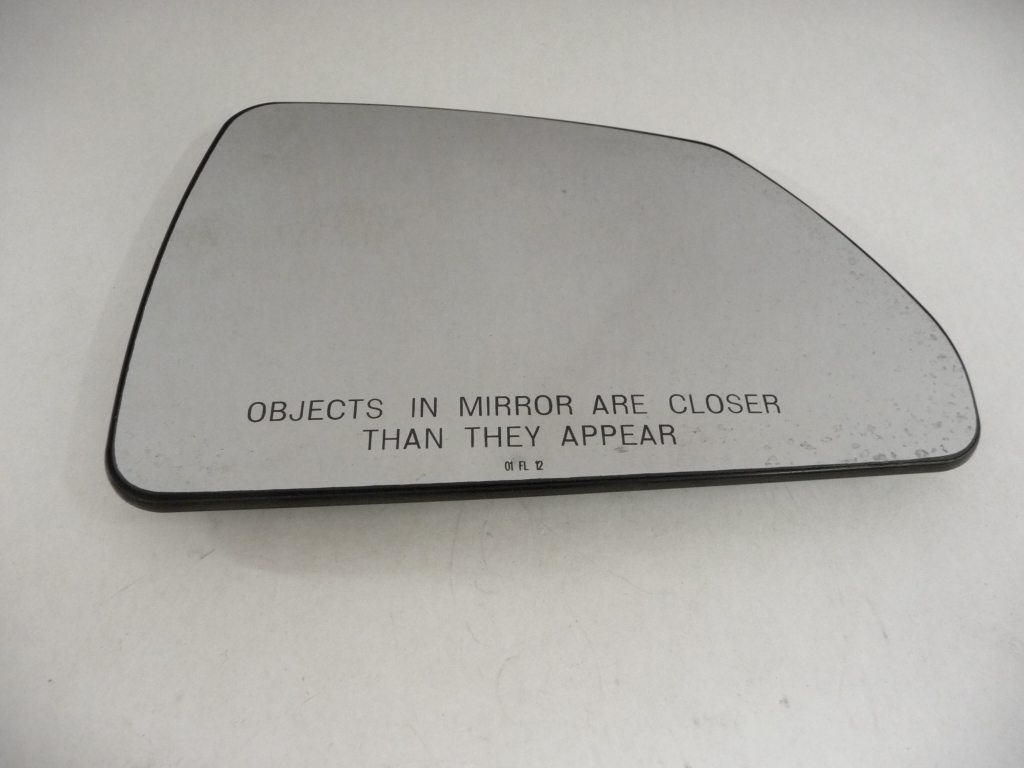 OBJECTS IN MIRROR ARE CLOSER
THAN THEY APPEAR
01 FL 12